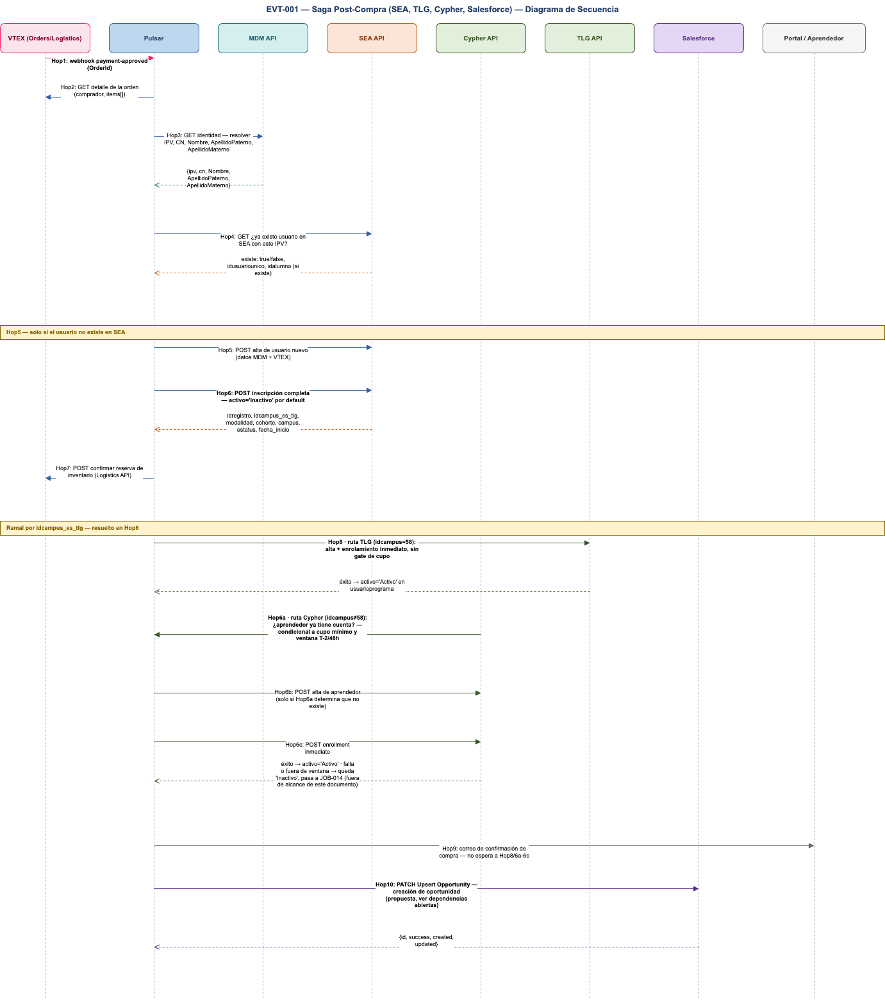 EVT-001 — Saga Post-Compra (SEA, TLG, Cypher, Salesforce) — Diagrama de Secuencia
VTEX (Orders/Logistics)
Pulsar
MDM API
SEA API
Cypher API
TLG API
Salesforce
Portal / Aprendedor
Hop1: webhook payment-approved
{OrderId}
Hop2: GET detalle de la orden
(comprador, items[])
Hop3: GET identidad — resolver
IPV, CN, Nombre, ApellidoPaterno,
ApellidoMaterno
{ipv, cn, Nombre,
ApellidoPaterno,
ApellidoMaterno}
Hop4: GET ¿ya existe usuario en
SEA con este IPV?
existe: true/false,
idusuariounico, idalumno (si
existe)
Hop5 — solo si el usuario no existe en SEA
Hop5: POST alta de usuario nuevo
(datos MDM + VTEX)
Hop6: POST inscripción completa
— activo='Inactivo' por default
idregistro, idcampus_es_tlg,
modalidad, cohorte, campus,
estatus, fecha_inicio
Hop7: POST confirmar reserva de
inventario (Logistics API)
Ramal por idcampus_es_tlg — resuelto en Hop6
Hop8 · ruta TLG (idcampus=58):
alta + enrolamiento inmediato, sin
gate de cupo
éxito → activo='Activo' en
usuarioprograma
Hop6a · ruta Cypher (idcampus≠58):
¿aprendedor ya tiene cuenta? —
condicional a cupo mínimo y
ventana T-2/48h
Hop6b: POST alta de aprendedor
(solo si Hop6a determina que no
existe)
Hop6c: POST enrollment
inmediato
éxito → activo='Activo' · falla
o fuera de ventana → queda
'Inactivo', pasa a JOB-014 (fuera
de alcance de este documento)
Hop9: correo de confirmación de
compra — no espera a Hop8/6a-6c
Hop10: PATCH Upsert Opportunity —
creación de oportunidad
(propuesta, ver dependencias
abiertas)
{id, success, created,
updated}